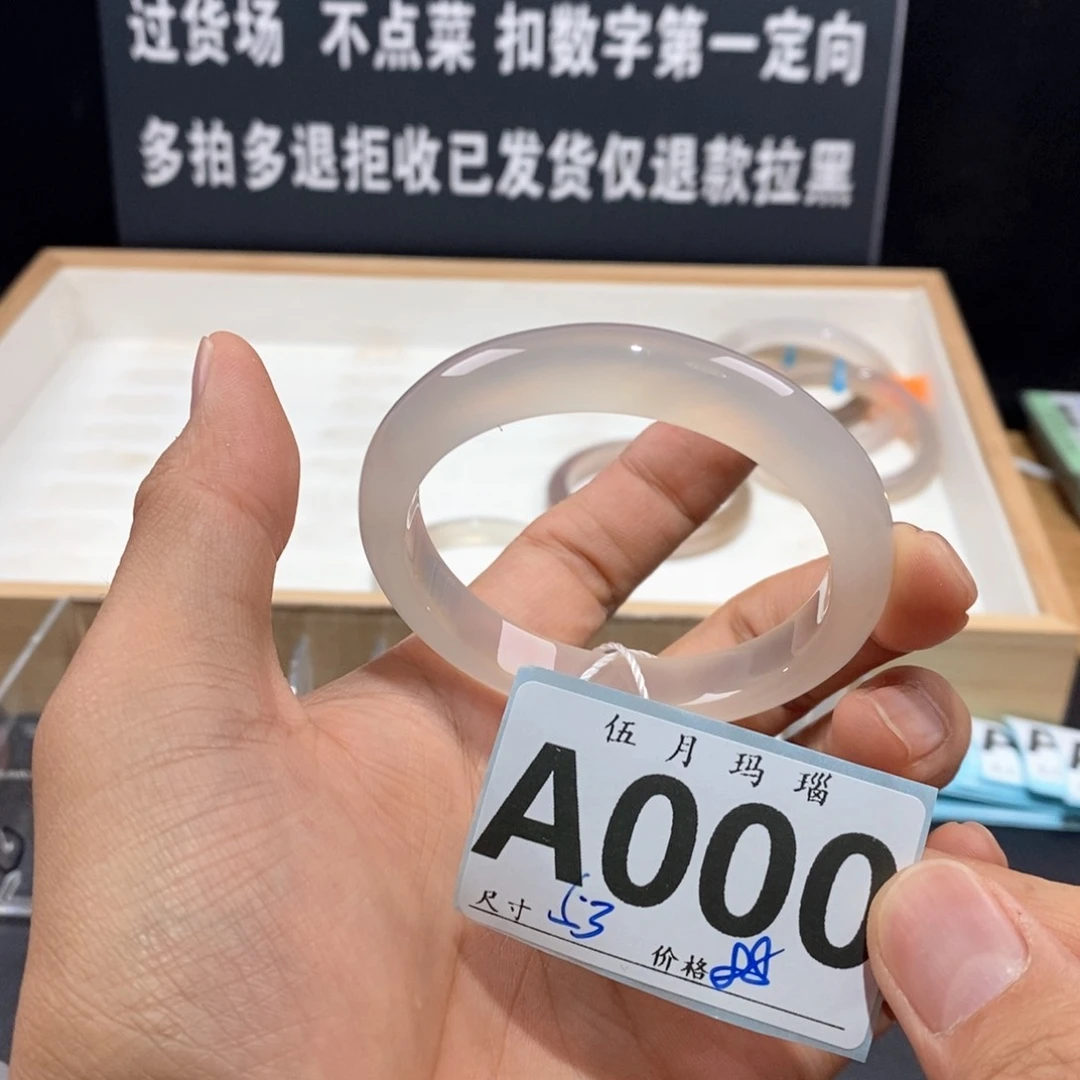 过货场 不点菜 扣数字第一定向
多拍多退拒收已发货仅退款拉黑
伍月玛瑙
A000
尺寸 53
价格